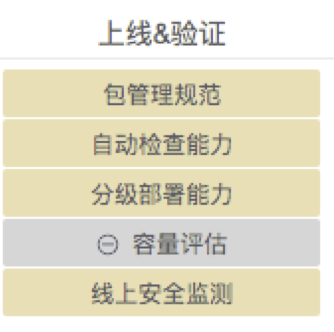 上线&验证
包管理规范
自动检查能力
分级部署能力
⊖ 容量评估
线上安全监测